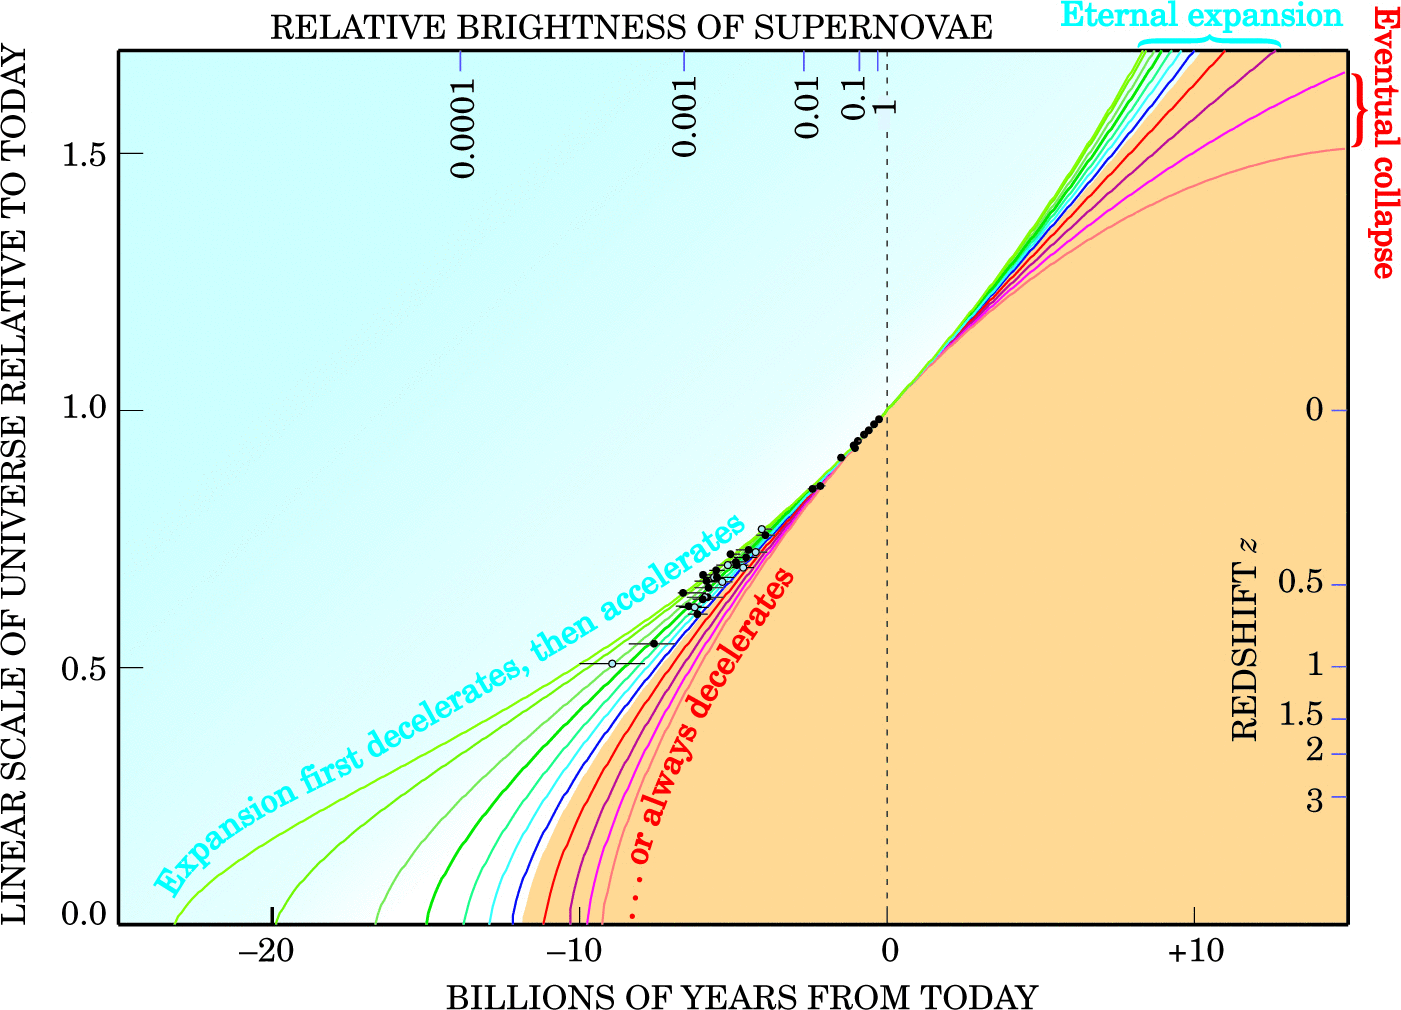 RELATIVE BRIGHTNESS OF SUPERNOVAE
Eternal expansion
Eventual collapse
0.0001
0.001
0.01
0.1
1
LINEAR SCALE OF UNIVERSE RELATIVE TO TODAY
1.5
1.0
0.5
0.0
Expansion first decelerates, then accelerates
... or always decelerates
REDSHIFT z
0
0.5
1
1.5
2
3
–20
–10
0
+10
BILLIONS OF YEARS FROM TODAY